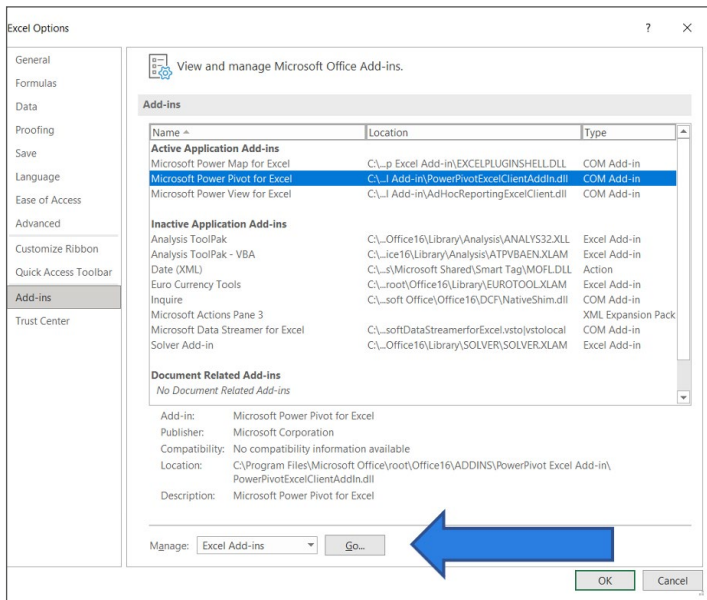 Excel Options
?
General
Formulas
Data
Proofing
Save
Language
Ease of Access
Advanced
Customize Ribbon
Quick Access Toolbar
Add-ins
Trust Center
View and manage Microsoft Office Add-ins.
Add-ins
Name Location Type
Active Application Add-ins
Microsoft Power Map for Excel C:\...p Excel Add-in\EXCELPLUGINSHELL.DLL COM Add-in
Microsoft Power Pivot for Excel C:\...l Add-in\PowerPivotExcelClientAddIn.dll COM Add-in
Microsoft Power View for Excel C:\...l Add-in\AdHocReportingExcelClient.dll COM Add-in
Inactive Application Add-ins
Analysis ToolPak C:\...Office16\Library\Analysis\ANALYS32.XLL Excel Add-in
Analysis ToolPak - VBA C:\...ice16\Library\Analysis\ATPVBAEN.XLAM Excel Add-in
Date (XML) C:\...s\Microsoft Shared\Smart Tag\MOFL.DLL Action
Euro Currency Tools C:\...root\Office16\Library\EUROTOOL.XLAM Excel Add-in
Inquire C:\...soft Office\Office16\DCF\NativeShim.dll COM Add-in
Microsoft Actions Pane 3 XML Expansion Pack
Microsoft Data Streamer for Excel C:\...softDataStreamerforExcel.vsto|vstolocal COM Add-in
Solver Add-in C:\...Office16\Library\SOLVER\SOLVER.XLAM Excel Add-in
Document Related Add-ins
No Document Related Add-ins
Add-in: Microsoft Power Pivot for Excel
Publisher: Microsoft Corporation
Compatibility: No compatibility information available
Location: C:\Program Files\Microsoft Office\root\Office16\ADDINS\PowerPivot Excel Add-in\
PowerPivotExcelClientAddIn.dll
Description: Microsoft Power Pivot for Excel
Manage: Excel Add-ins Go...
OK Cancel